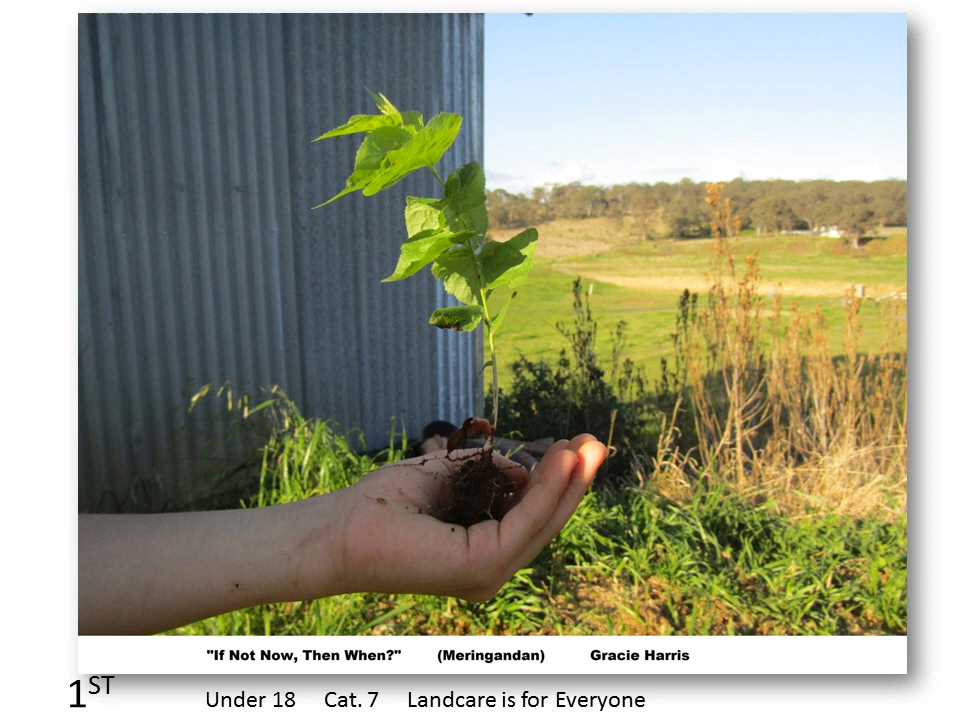 "If Not Now, Then When?" (Meringandan) Gracie Harris
1ST Under 18 Cat. 7 Landcare is for Everyone